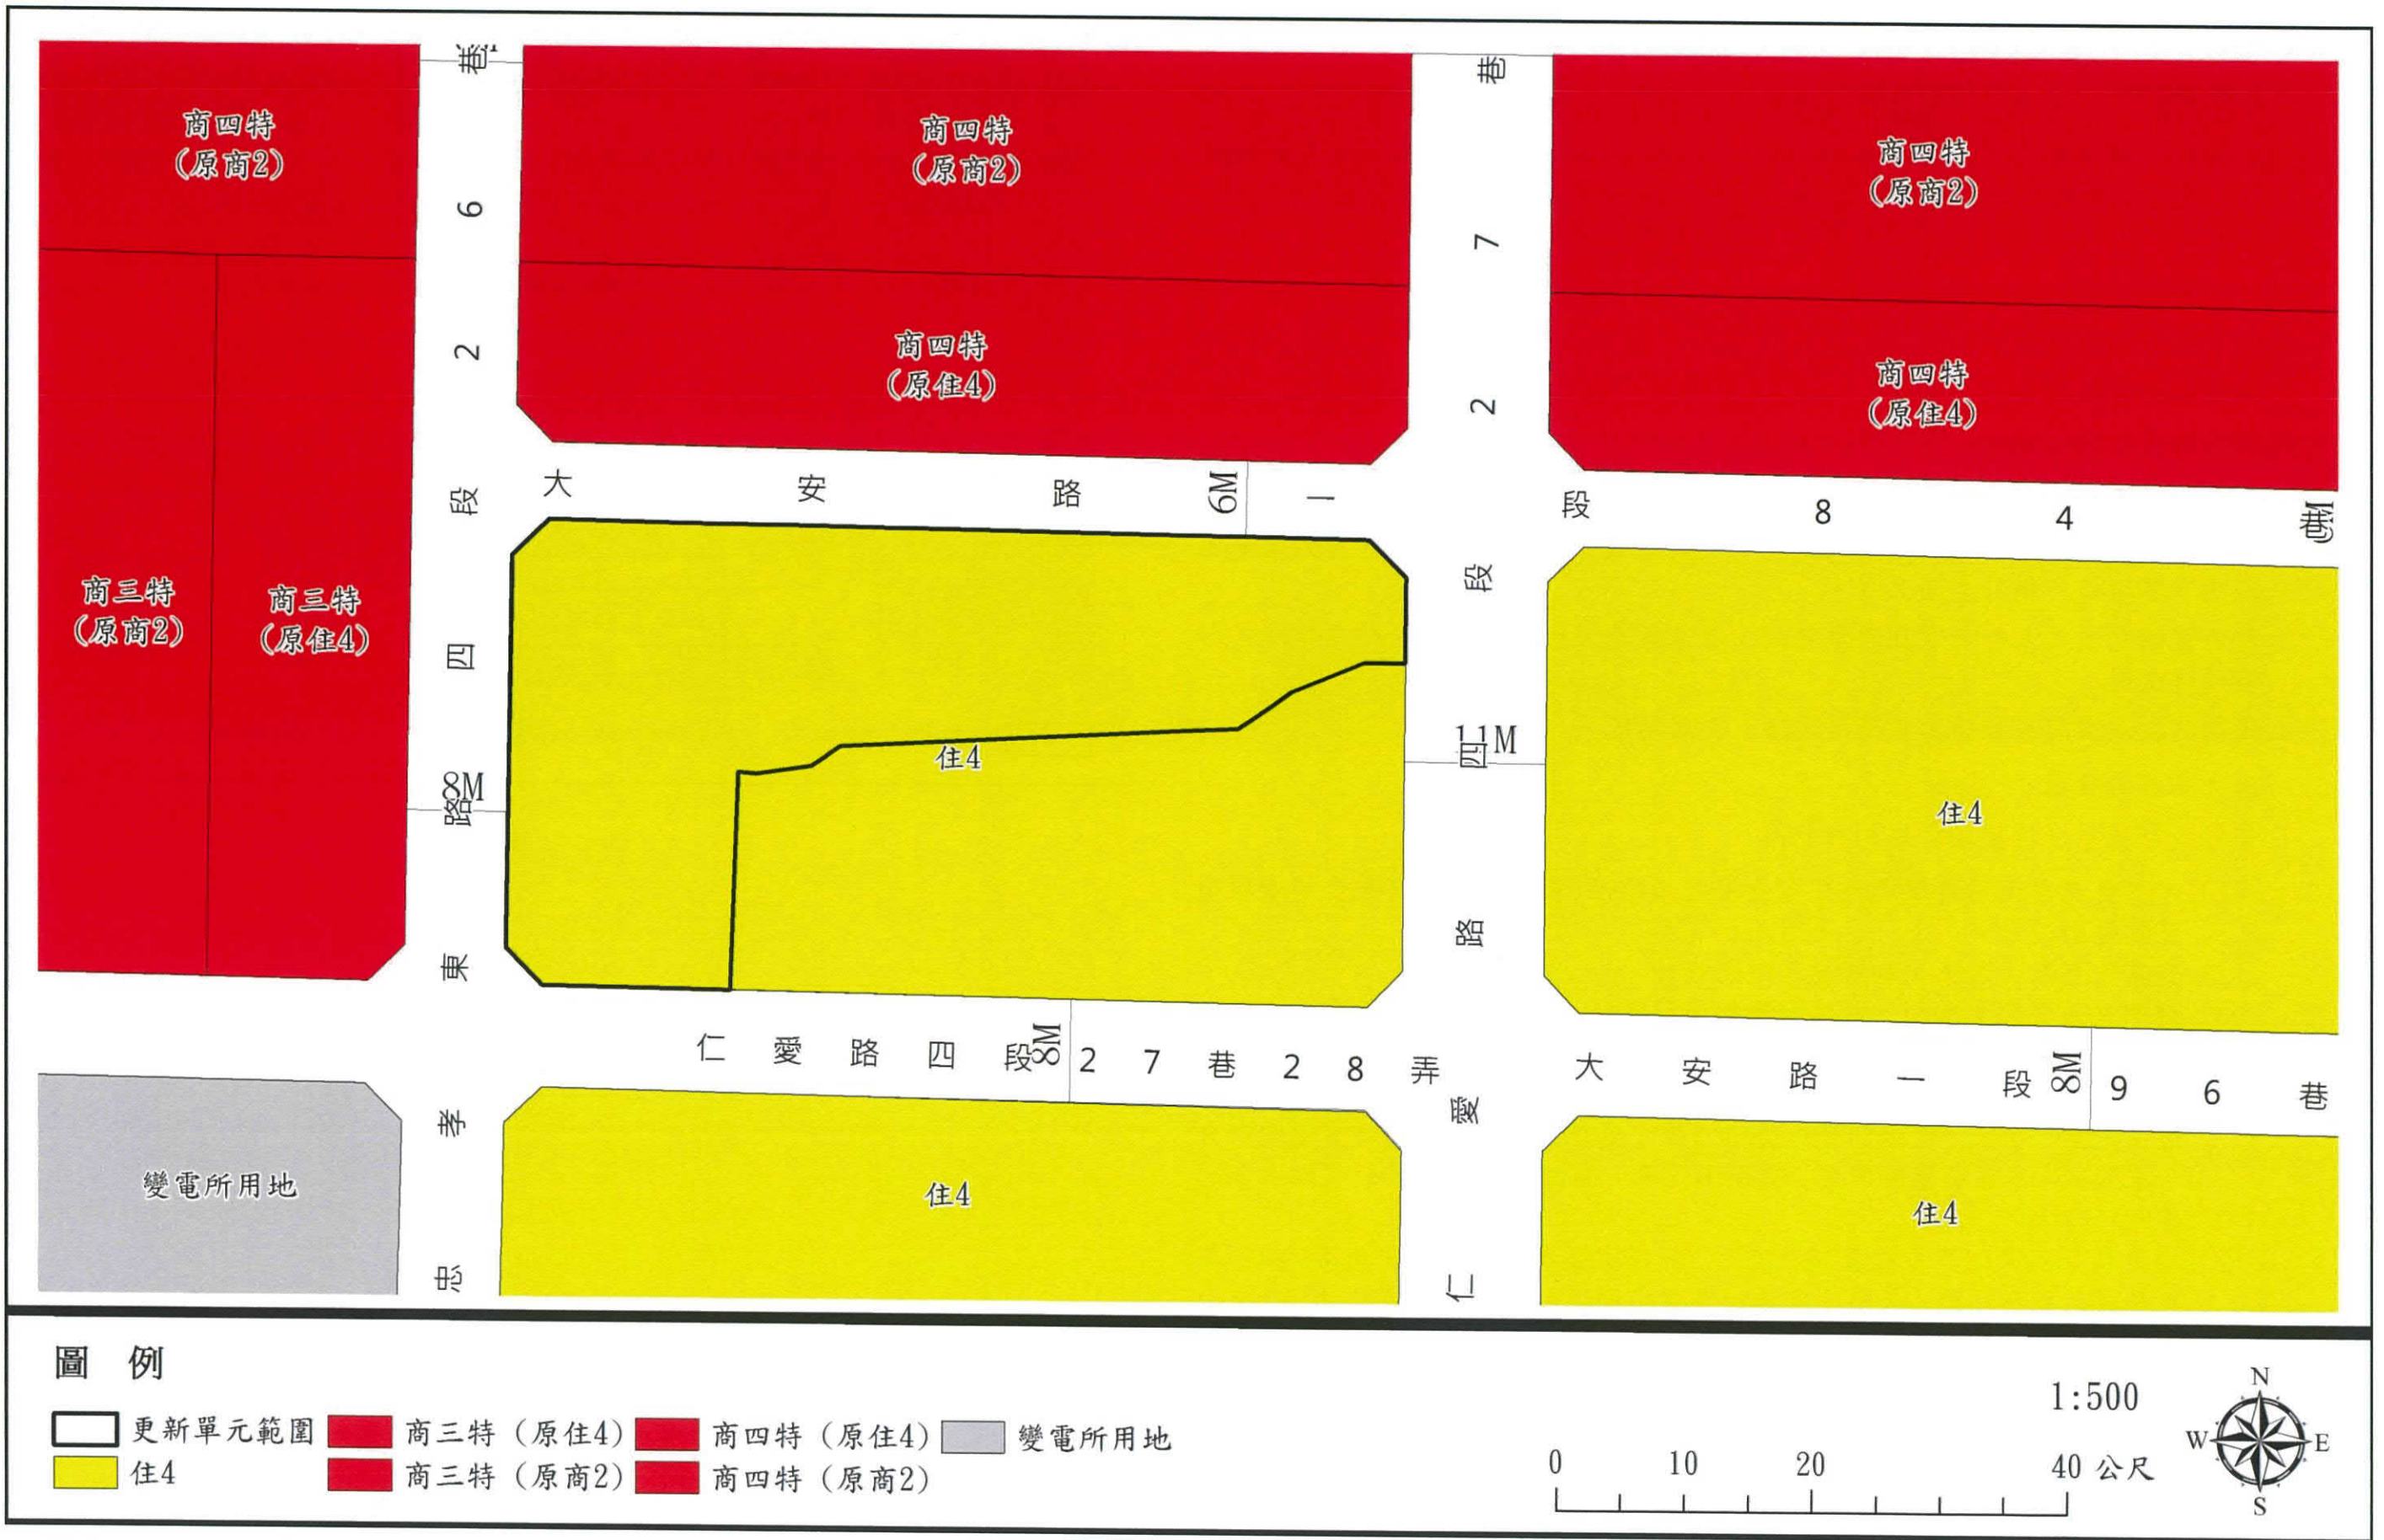 商四特
(原商2)
商四特
(原商2)
商四特
(原商2)
商四特
(原住4)
商四特
(原住4)
商三特
(原商2)
商三特
(原住4)
忠孝東路四段26巷
8M
仁愛路四段27巷
11M
大安路一段84巷
6M
6M
住4
住4
仁愛路四段27巷28弄
8M
大安路一段96巷
8M
變電所用地
住4
住4
圖 例
更新單元範圍
商三特 (原住4)
商四特 (原住4)
變電所用地
住4
商三特 (原商2)
商四特 (原商2)
1:500
0 10 20 40 公尺
N
W
E
S